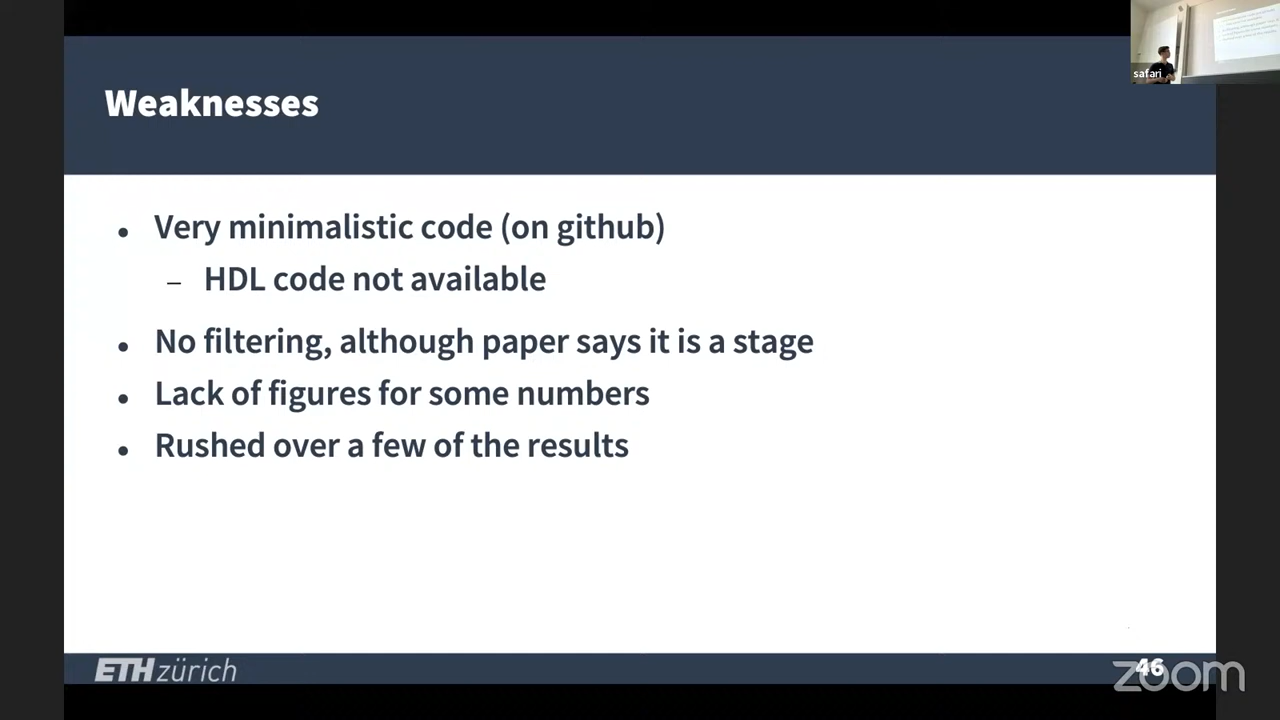 safari
Weaknesses
● Very minimalistic code (on github)
– HDL code not available
● No filtering, although paper says it is a stage
● Lack of figures for some numbers
● Rushed over a few of the results
ETH zürich
46
zoom